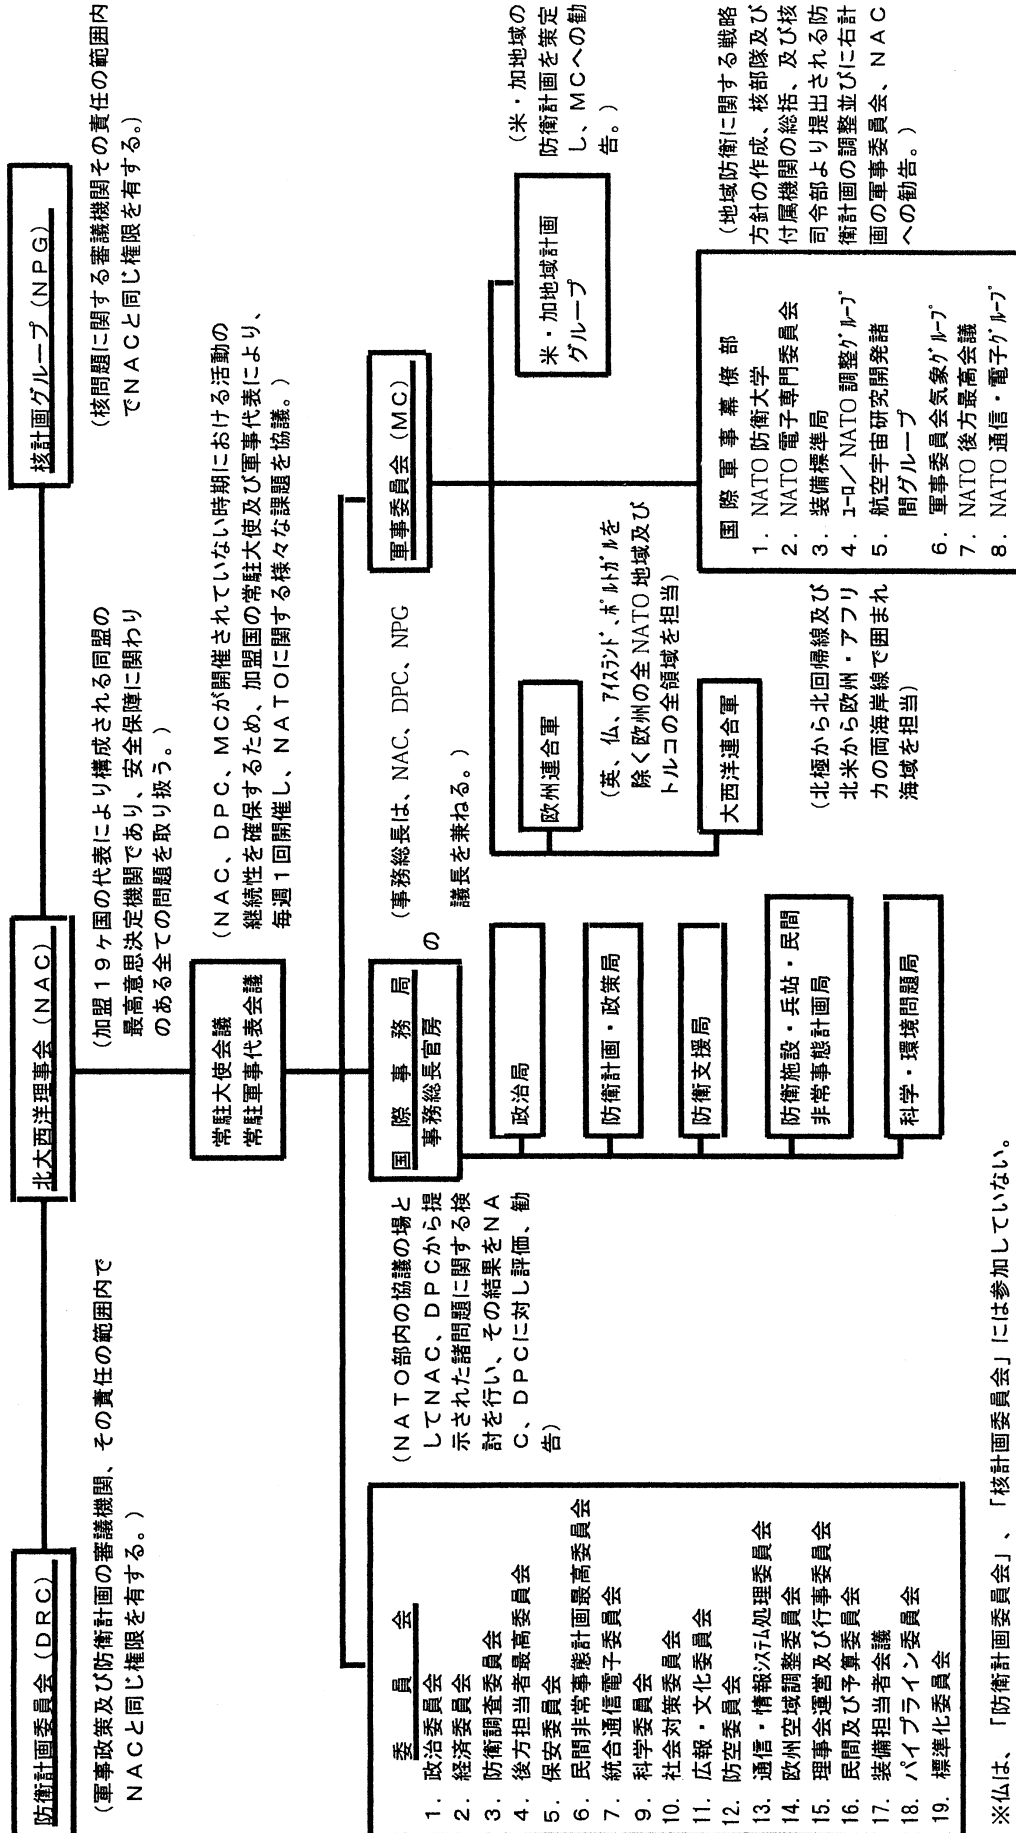 防衛計画委員会(DRC)
(軍事政策及び防衛計画の審議機関、その責任の範囲内で
NACと同じ権限を有する。)
北大西洋理事会(NAC)
(加盟19ヶ国の代表により構成される同盟の
最高意思決定機関であり、安全保障に関わり
のある全ての問題を取り扱う。)
核計画グループ(NPG)
(核問題に関する審議機関その責任の範囲内
でNACと同じ権限を有する。)
常駐大使会議
常駐軍事代表会議
(NAC、DPC、MCが開催されていない時期における活動の
継続性を確保するため、加盟国の常駐大使及び軍事代表により、
毎週1回開催し、NATOに関する様々な課題を協議。)
委員会
1. 政治委員会
2. 経済委員会
3. 防衛調査委員会
4. 後方担当者最高委員会
5. 保安委員会
6. 民間非常事態計画最高委員会
7. 統合通信電子委員会
9. 科学委員会
10. 社会対策委員会
11. 広報・文化委員会
12. 防空委員会
13. 通信・情報システム処理委員会
14. 欧州空域調整委員会
15. 理事会運営及び行事委員会
16. 民間及び予算委員会
17. 装備担当者会議
18. パイプライン委員会
19. 標準化委員会
(NATO部内の協議の場と
してNAC、DPCから提
示された諸問題に関する検
討を行い、その結果をNA
C、DPCに対し評価、勧
告)
国際事務局
事務総長官房
(事務総長は、NAC、DPC、NPG
の
議長を兼ねる。)
政治局
防衛計画・政策局
防衛支援局
防衛施設・兵站・民間
非常事態計画局
科学・環境問題局
軍事委員会(MC)
欧州連合軍
(英、仏、アイスランド、ポルトガルを
除く欧州の全NATO地域及び
トルコの全領域を担当)
大西洋連合軍
(北極から北回帰線及び
北米から欧州・アフリ
カの両海岸線で囲まれ
海域を担当)
米・加地域計画
グループ
(米・加地域の
防衛計画を策定
し、MCへの勧
告。)
国際軍事幕僚部
1. NATO防衛大学
2. NATO電子専門委員会
3. 装備標準局
4. ユーロ/NATO調整グループ
5. 航空宇宙研究開発諸
間グループ
6. 軍事委員会気象グループ
7. NATO後方最高会議
8. NATO通信・電子グループ
(地域防衛に関する戦略
方針の作成、核部隊及び
付属機関の総括、及び核
司令部より提出される防
衛計画の調整並びに右計
画の軍事委員会、NAC
への勧告。)
※仏は、「防衛計画委員会」、「核計画委員会」には参加していない。